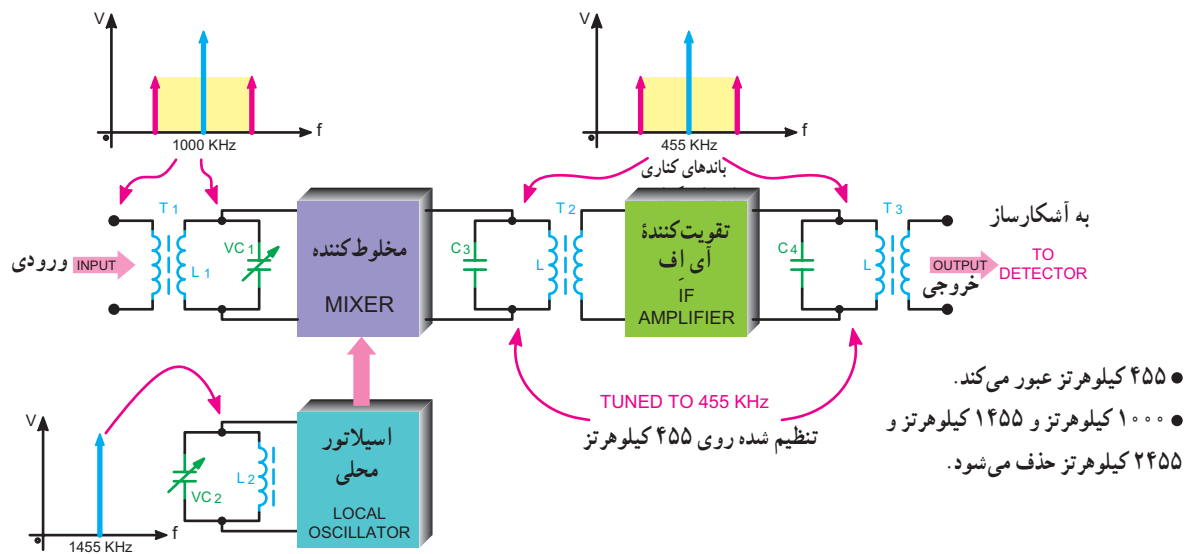 V
f
1000 KHz
V
f
455 KHz
باندهای کناری
T 1
L 1
VC 1
ورودی
INPUT
مخلوط‌کننده
MIXER
C 3
T 2
L
تقویت‌کنندهٔ
آی اِف
IF
AMPLIFIER
C 4
T 3
L
OUTPUT
خروجی
به آشکارساز
TO
DETECTOR
TUNED TO 455 KHz
تنظیم شده روی ۴۵۵ کیلوهرتز
● ۴۵۵ کیلوهرتز عبور می‌کند.
● ۱۰۰۰ کیلوهرتز و ۱۴۵۵ کیلوهرتز و
۲۴۵۵ کیلوهرتز حذف می‌شود.
V
f
1455 KHz
VC 2
L 2
اسیلاتور
محلی
LOCAL
OSCILLATOR